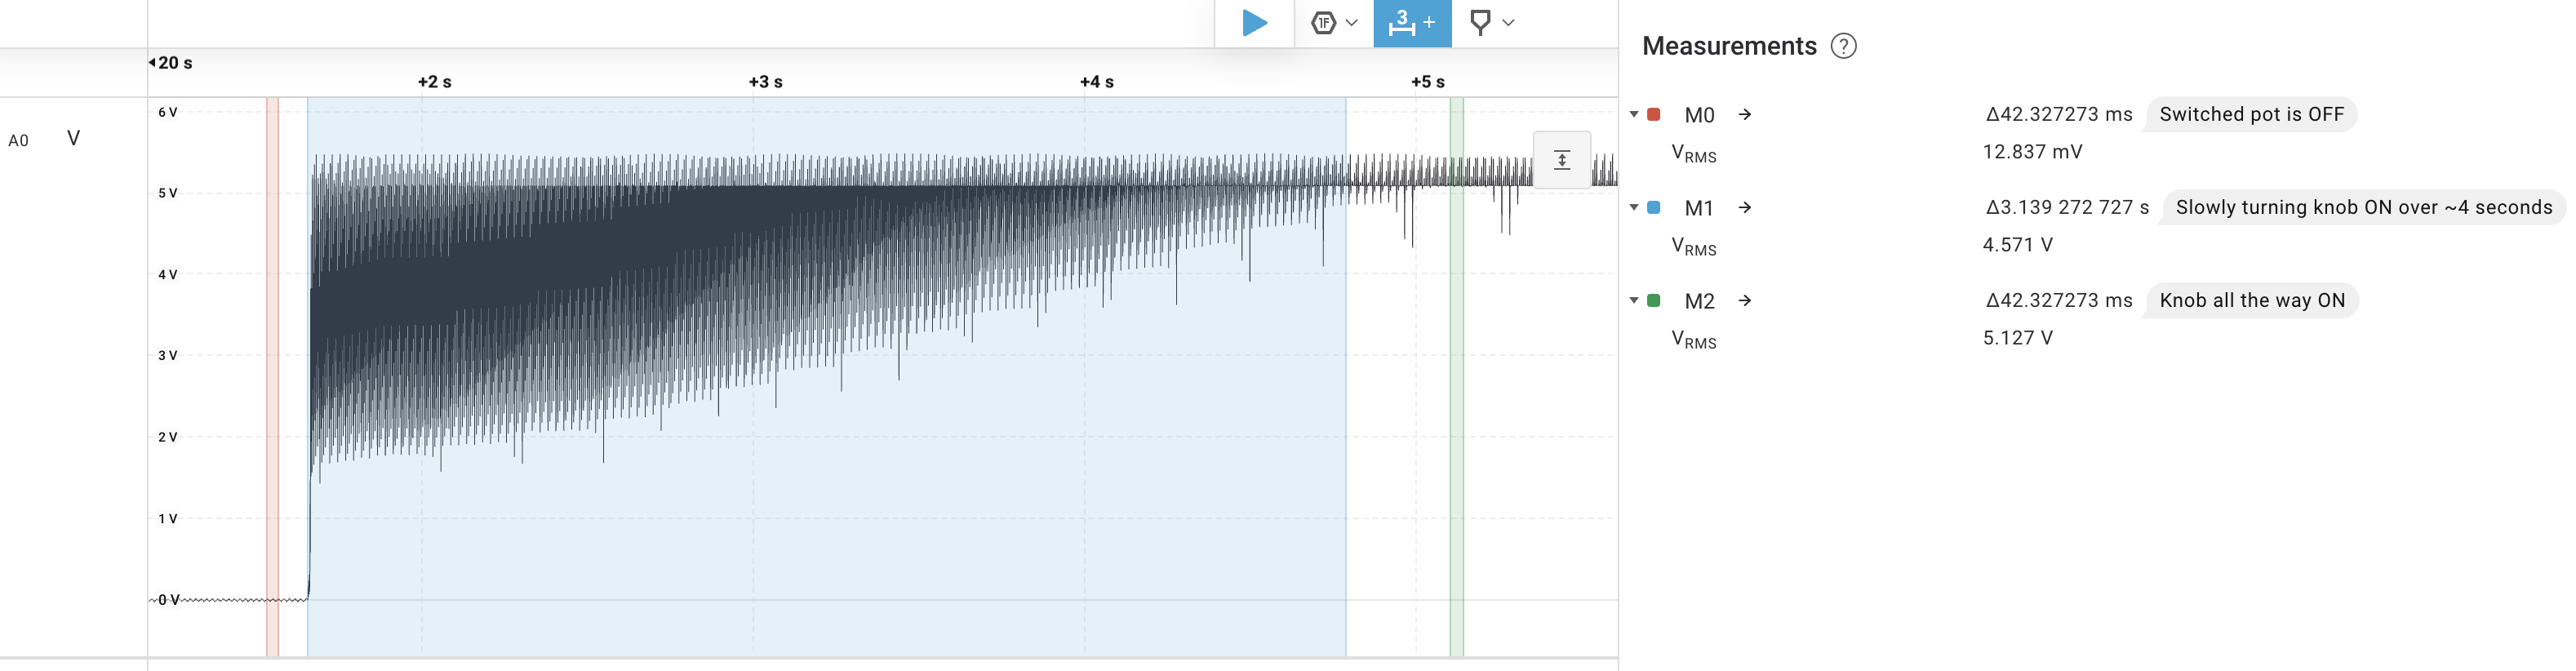 3 +
Measurements ?
20 s
+2 s +3 s +4 s +5 s
A0 V
6 V
5 V
4 V
3 V
2 V
1 V
0 V
M0 → Δ42.327273 ms Switched pot is OFF
VRMS 12.837 mV
M1 → Δ3.139 272 727 s Slowly turning knob ON over ~4 seconds
VRMS 4.571 V
M2 → Δ42.327273 ms Knob all the way ON
VRMS 5.127 V